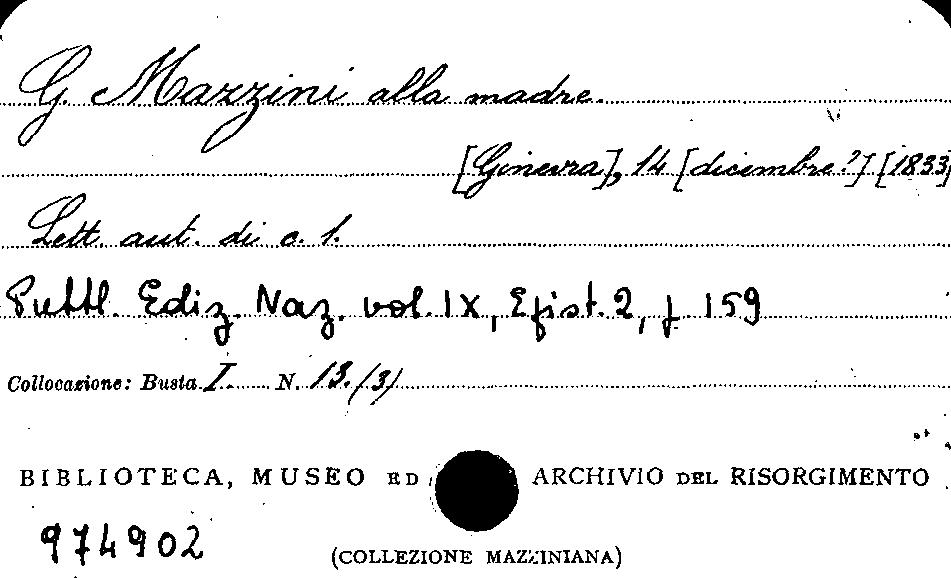 G. Mazzini alla madre.
[Ginevra], 14 [dicembre?] [1833]
Lett. aut. di c. 1.
Pubbl. Ediz. Naz. vol. IX, Epist. 2, p. 159
Collocazione: Busta I. N. 13. (3)
BIBLIOTECA, MUSEO ED ARCHIVIO DEL RISORGIMENTO
974902
(COLLEZIONE MAZZINIANA)